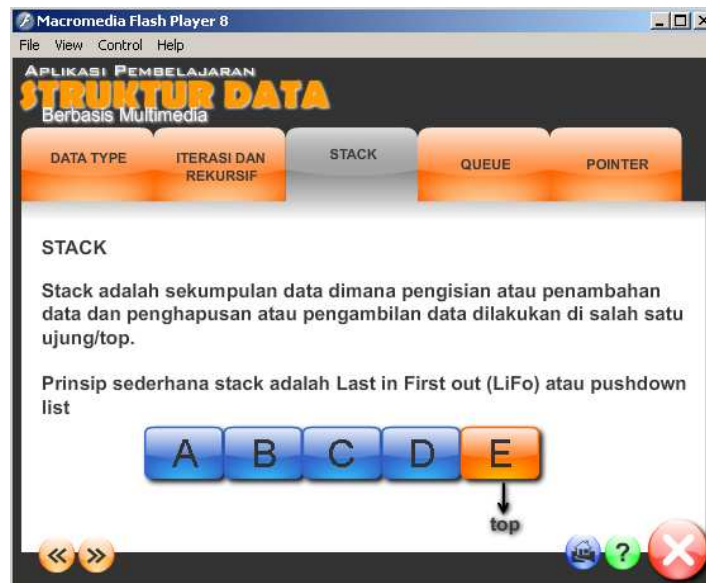 Macromedia Flash Player 8
File View Control Help
APLIKASI PEMBELAJARAN
STRUKTUR DATA
Berbasis Multimedia
DATA TYPE
ITERASI DAN
REKURSIF
STACK
QUEUE
POINTER
STACK
Stack adalah sekumpulan data dimana pengisian atau penambahan
data dan penghapusan atau pengambilan data dilakukan di salah satu
ujung/top.
Prinsip sederhana stack adalah Last in First out (LiFo) atau pushdown
list
A B C D E
top
?